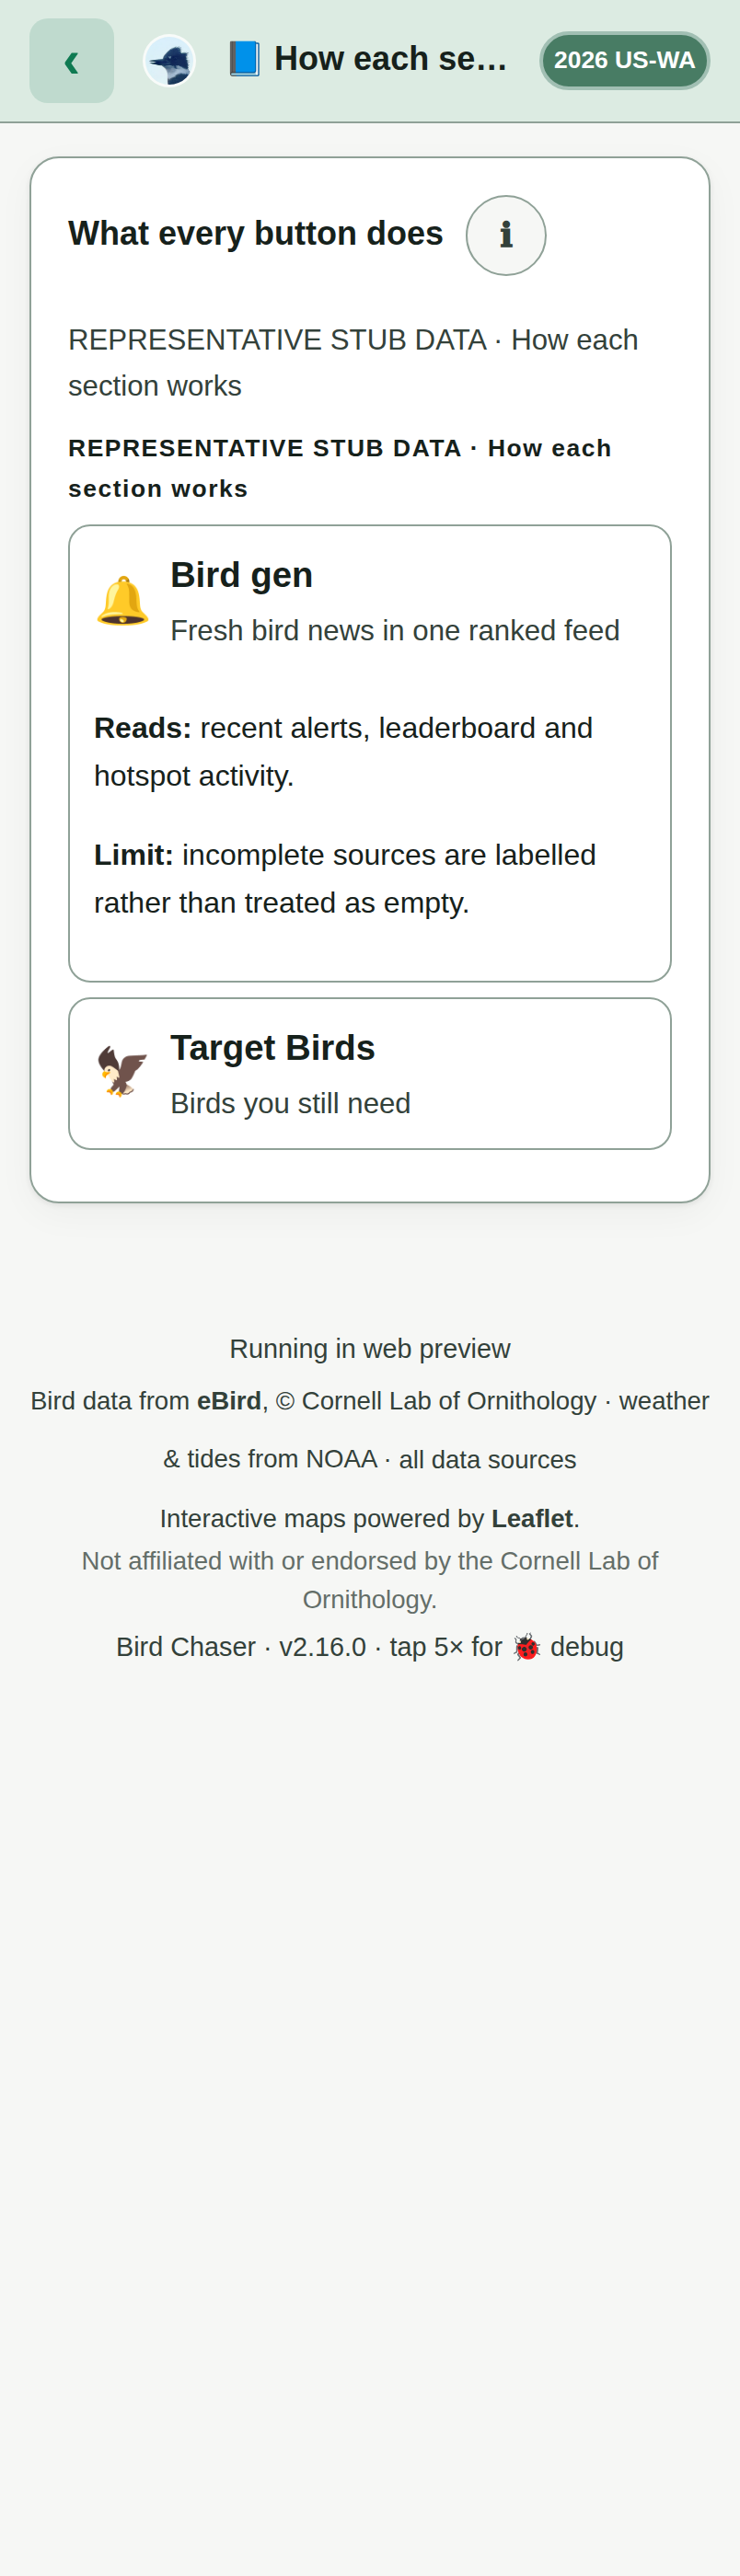 ‹ 📘 How each se… 2026 US-WA
What every button does ℹ
REPRESENTATIVE STUB DATA · How each
section works
REPRESENTATIVE STUB DATA · How each
section works
🔔 Bird gen
Fresh bird news in one ranked feed
Reads: recent alerts, leaderboard and
hotspot activity.
Limit: incomplete sources are labelled
rather than treated as empty.
🦅 Target Birds
Birds you still need
Running in web preview
Bird data from eBird, © Cornell Lab of Ornithology · weather
& tides from NOAA · all data sources
Interactive maps powered by Leaflet.
Not affiliated with or endorsed by the Cornell Lab of
Ornithology.
Bird Chaser · v2.16.0 · tap 5× for 🐞 debug